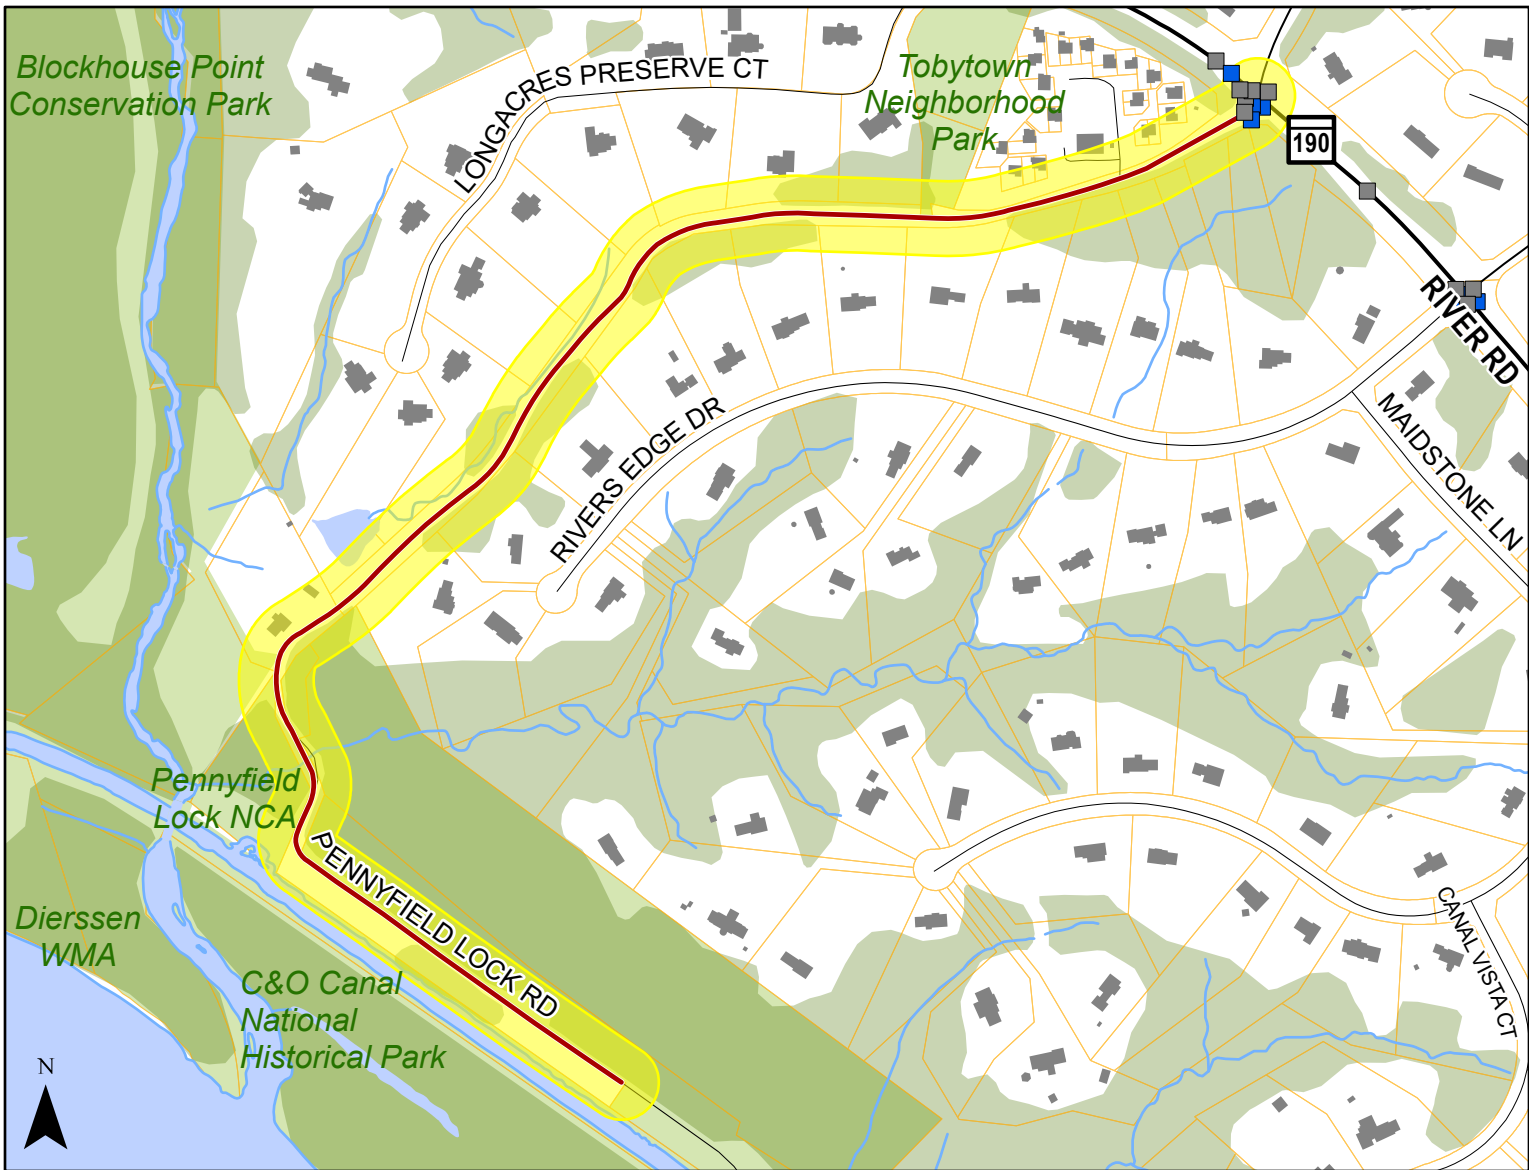 Blockhouse Point
Conservation Park
LONGACRES PRESERVE CT
Tobytown
Neighborhood
Park
190
RIVER RD
MAIDSTONE LN
RIVERS EDGE DR
Pennyfield
Lock NCA
PENNYFIELD LOCK RD
Dierssen
WMA
C&O Canal
National
Historical Park
CANAL VISTA CT
N